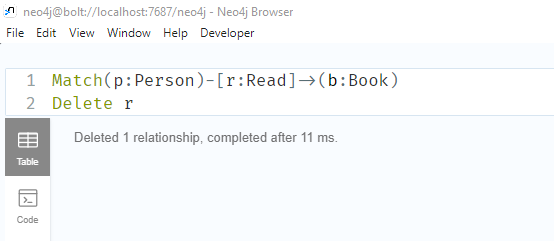 neo4j@bolt://localhost:7687/neo4j - Neo4j Browser
File Edit View Window Help Developer
1 Match(p:Person)-[r:Read]->(b:Book)
2 Delete r
Deleted 1 relationship, completed after 11 ms.
Table
Code